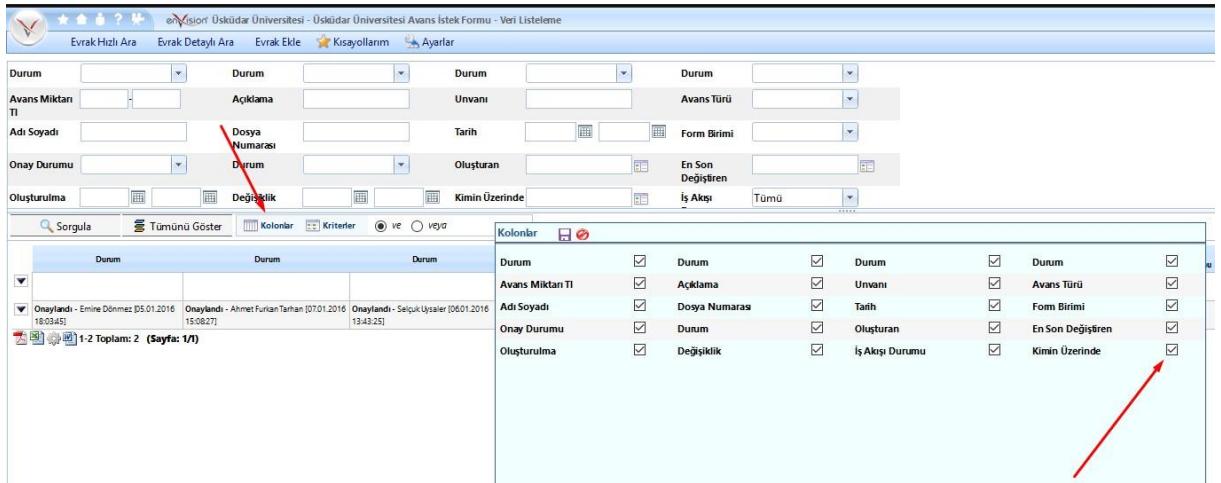 enVision Üsküdar Üniversitesi - Üsküdar Üniversitesi Avans İstek Formu - Veri Listeleme
Evrak Hızlı Ara Evrak Detaylı Ara Evrak Ekle Kısayollarım Ayarlar
Durum Durum Durum Durum
Avans Miktarı Tl - Açıklama Unvanı Avans Türü
Adı Soyadı Dosya Numarası Tarih Form Birimi
Onay Durumu Durum Oluşturan En Son Değiştiren
Oluşturulma Değişiklik Kimin Üzerinde İş Akışı Tümü
Sorgula Tümünü Göster Kolonlar Kriterler ve veya
Durum Durum Durum
Onaylandı - Emine Dönmez [05.01.2016 18:03:45] Onaylandı - Ahmet Furkan Tarhan [07.01.2016 15:08:27] Onaylandı - Selçuk Uysaler [06.01.2016 13:43:25]
1-2 Toplam: 2 (Sayfa: 1/1)
Kolonlar
Durum Durum Durum Durum
Avans Miktarı Tl Açıklama Unvanı Avans Türü
Adı Soyadı Dosya Numarası Tarih Form Birimi
Onay Durumu Durum Oluşturan En Son Değiştiren
Oluşturulma Değişiklik İş Akışı Durumu Kimin Üzerinde